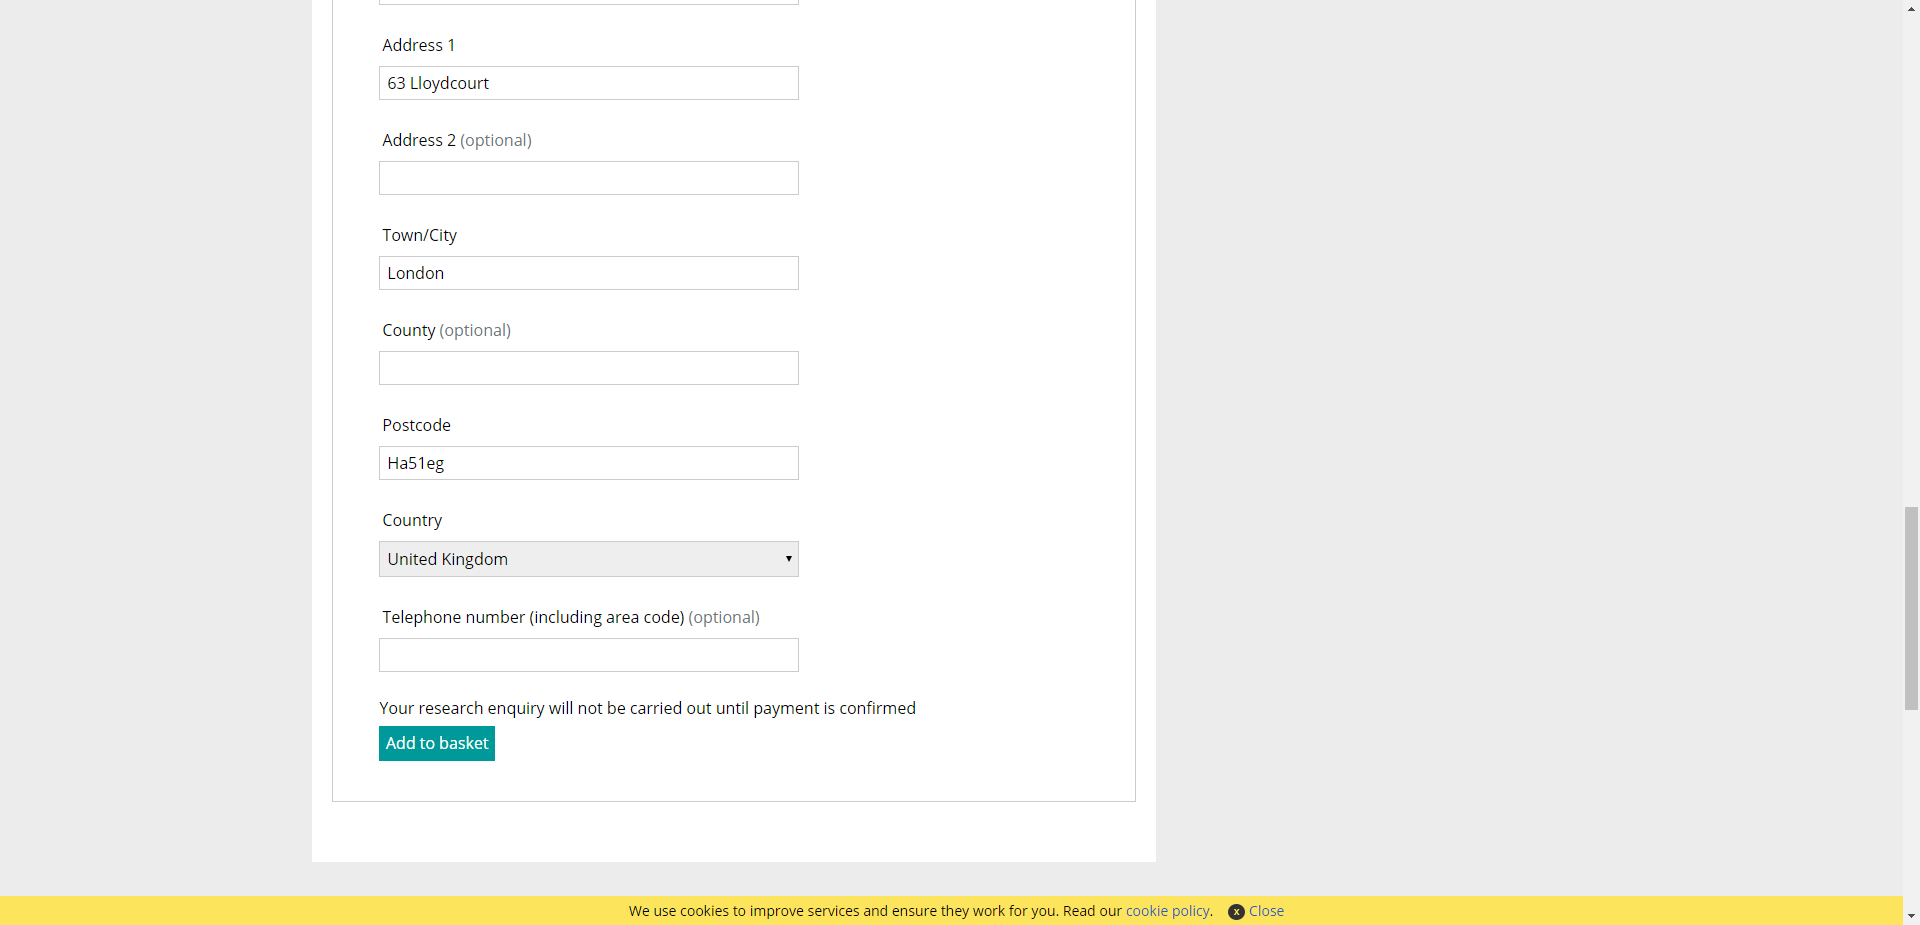 Address 1
63 Lloydcourt
Address 2 (optional)
Town/City
London
County (optional)
Postcode
Ha51eg
Country
United Kingdom
Telephone number (including area code) (optional)
Your research enquiry will not be carried out until payment is confirmed
Add to basket
We use cookies to improve services and ensure they work for you. Read our cookie policy. x Close